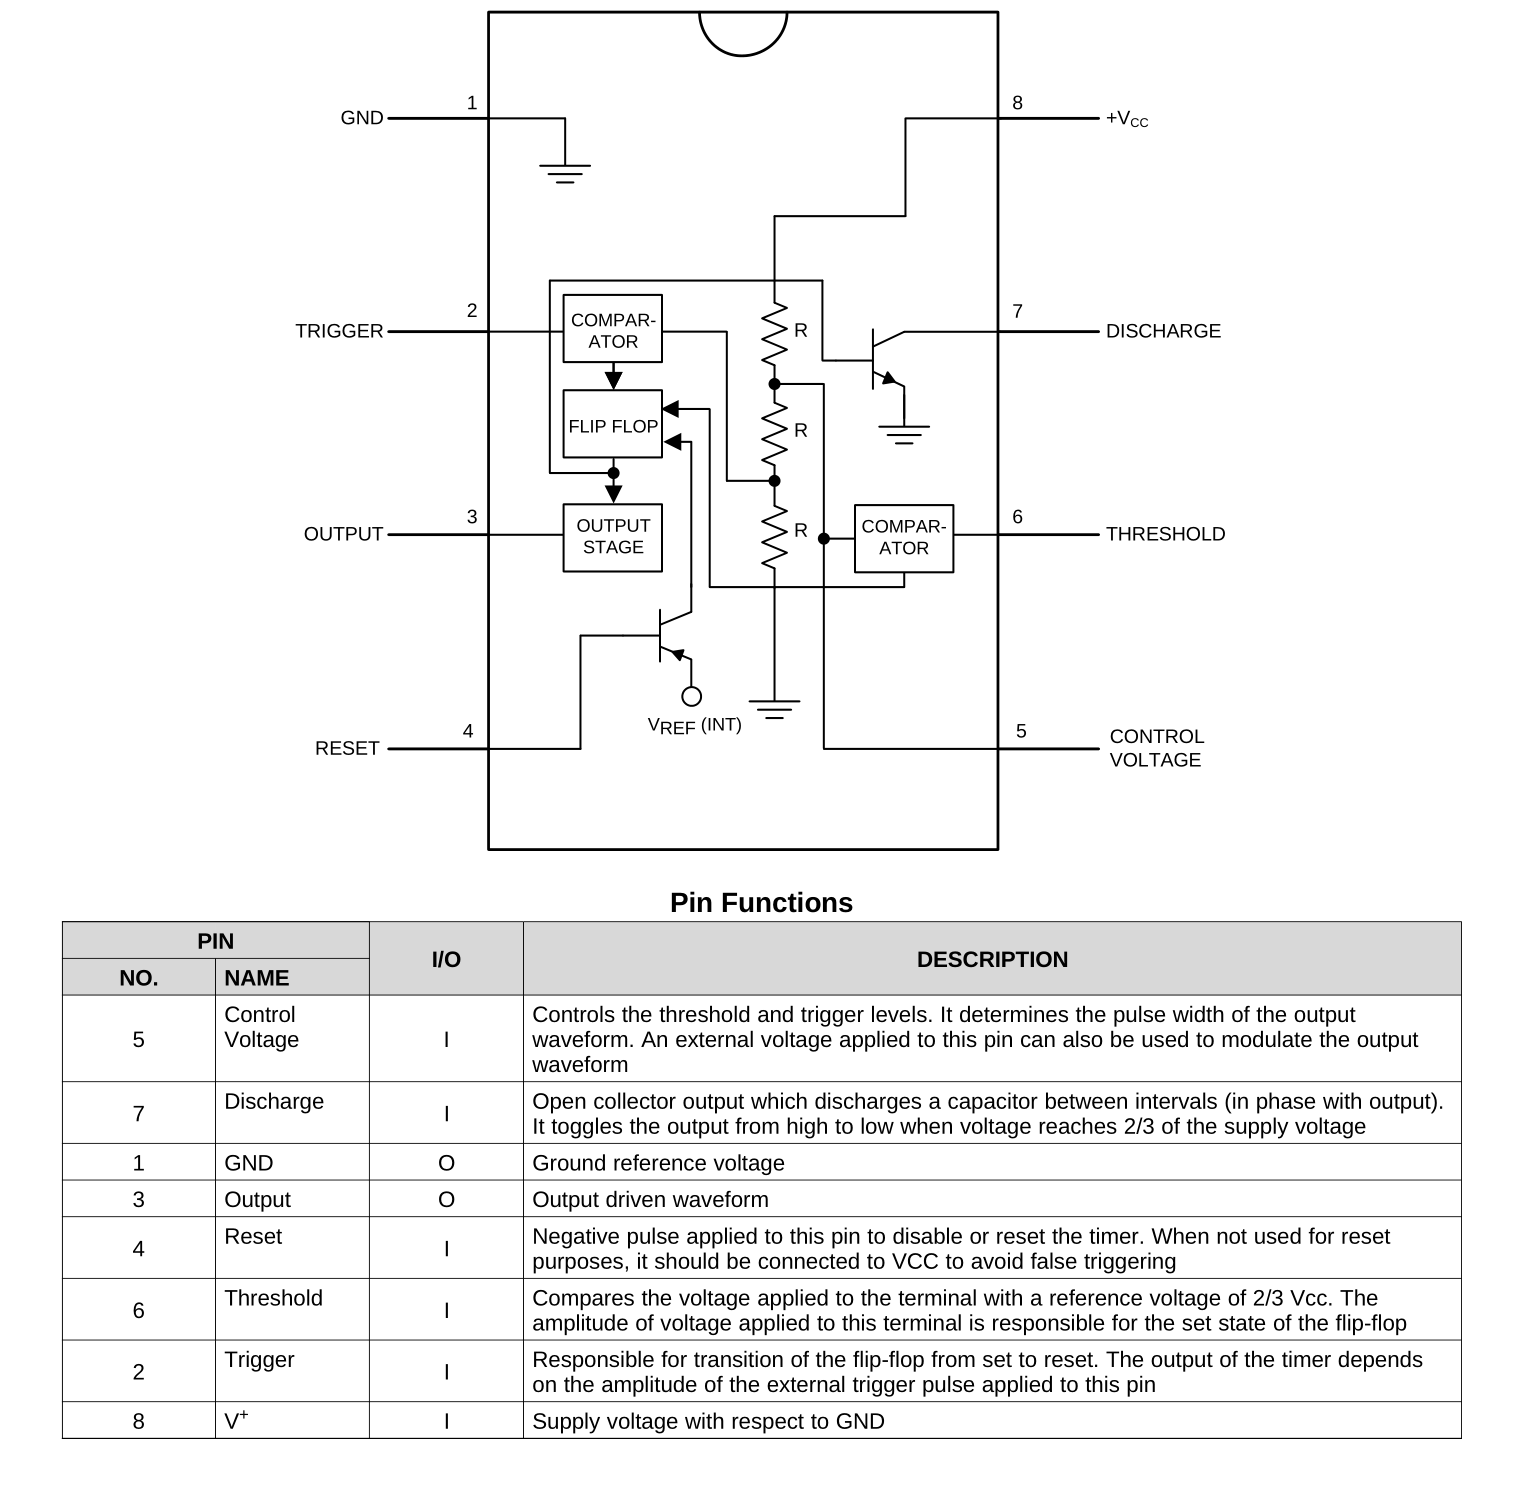 1
8
GND
+VCC
2
7
COMPAR-
ATOR
R
TRIGGER
DISCHARGE
FLIP FLOP
R
3
6
OUTPUT
STAGE
R
COMPAR-
ATOR
OUTPUT
THRESHOLD
VREF (INT)
4
5
RESET
CONTROL
VOLTAGE
Pin Functions
PIN
I/O
DESCRIPTION
NO.
NAME
5
Control
Voltage
I
Controls the threshold and trigger levels. It determines the pulse width of the output
waveform. An external voltage applied to this pin can also be used to modulate the output
waveform
7
Discharge
I
Open collector output which discharges a capacitor between intervals (in phase with output).
It toggles the output from high to low when voltage reaches 2/3 of the supply voltage
1
GND
O
Ground reference voltage
3
Output
O
Output driven waveform
4
Reset
I
Negative pulse applied to this pin to disable or reset the timer. When not used for reset
purposes, it should be connected to VCC to avoid false triggering
6
Threshold
I
Compares the voltage applied to the terminal with a reference voltage of 2/3 Vcc. The
amplitude of voltage applied to this terminal is responsible for the set state of the flip-flop
2
Trigger
I
Responsible for transition of the flip-flop from set to reset. The output of the timer depends
on the amplitude of the external trigger pulse applied to this pin
8
V+
I
Supply voltage with respect to GND